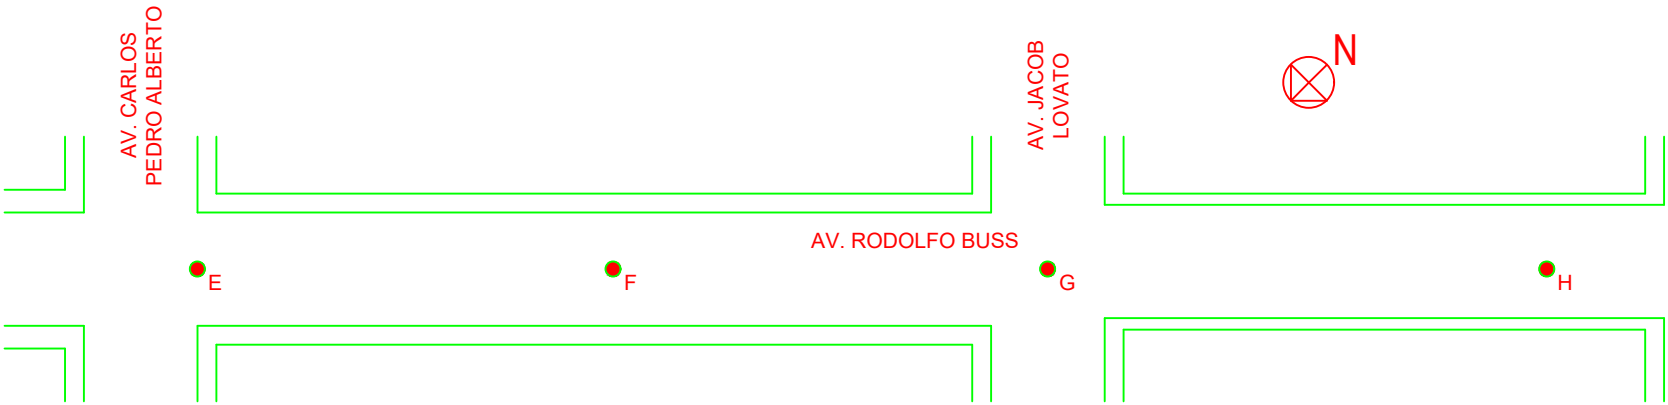 AV. CARLOS
PEDRO ALBERTO
AV. JACOB
LOVATO
N
AV. RODOLFO BUSS
E
F
G
H